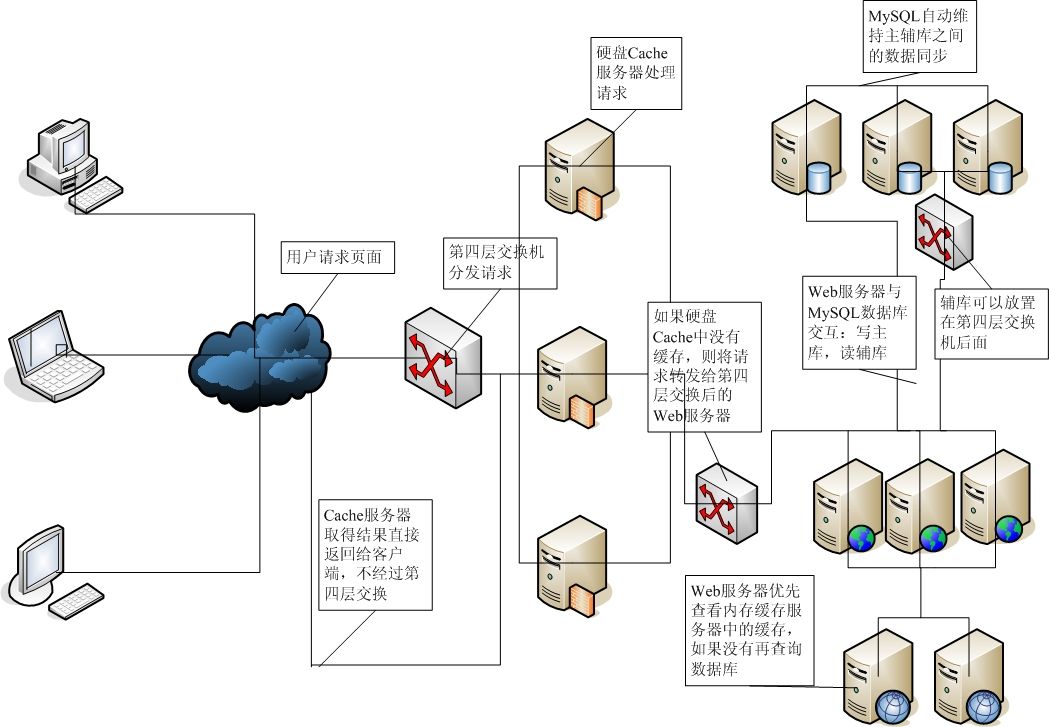 MySQL自动维
持主辅库之间
的数据同步
硬盘Cache
服务器处理
请求
用户请求页面
第四层交换机
分发请求
如果硬盘
Cache中没有
缓存，则将请
求转发给第四
层交换后的
Web服务器
Web服务器与
MySQL数据库
交互：写主
库，读辅库
辅库可以放置
在第四层交换
机后面
Cache服务器
取得结果直接
返回给客户
端，不经过第
四层交换
Web服务器优先
查看内存缓存服
务器中的缓存，
如果没有再查询
数据库